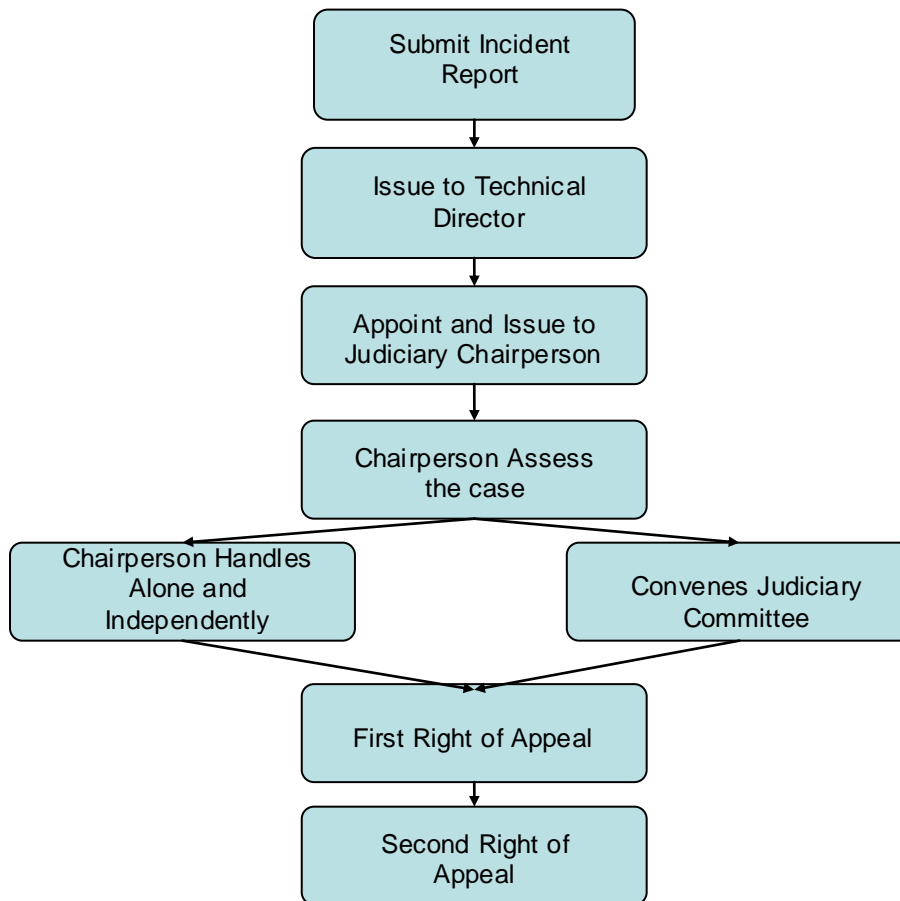 Submit Incident
Report
Issue to Technical
Director
Appoint and Issue to
Judiciary Chairperson
Chairperson Assess
the case
Chairperson Handles
Alone and
Independently
Convenes Judiciary
Committee
First Right of Appeal
Second Right of
Appeal